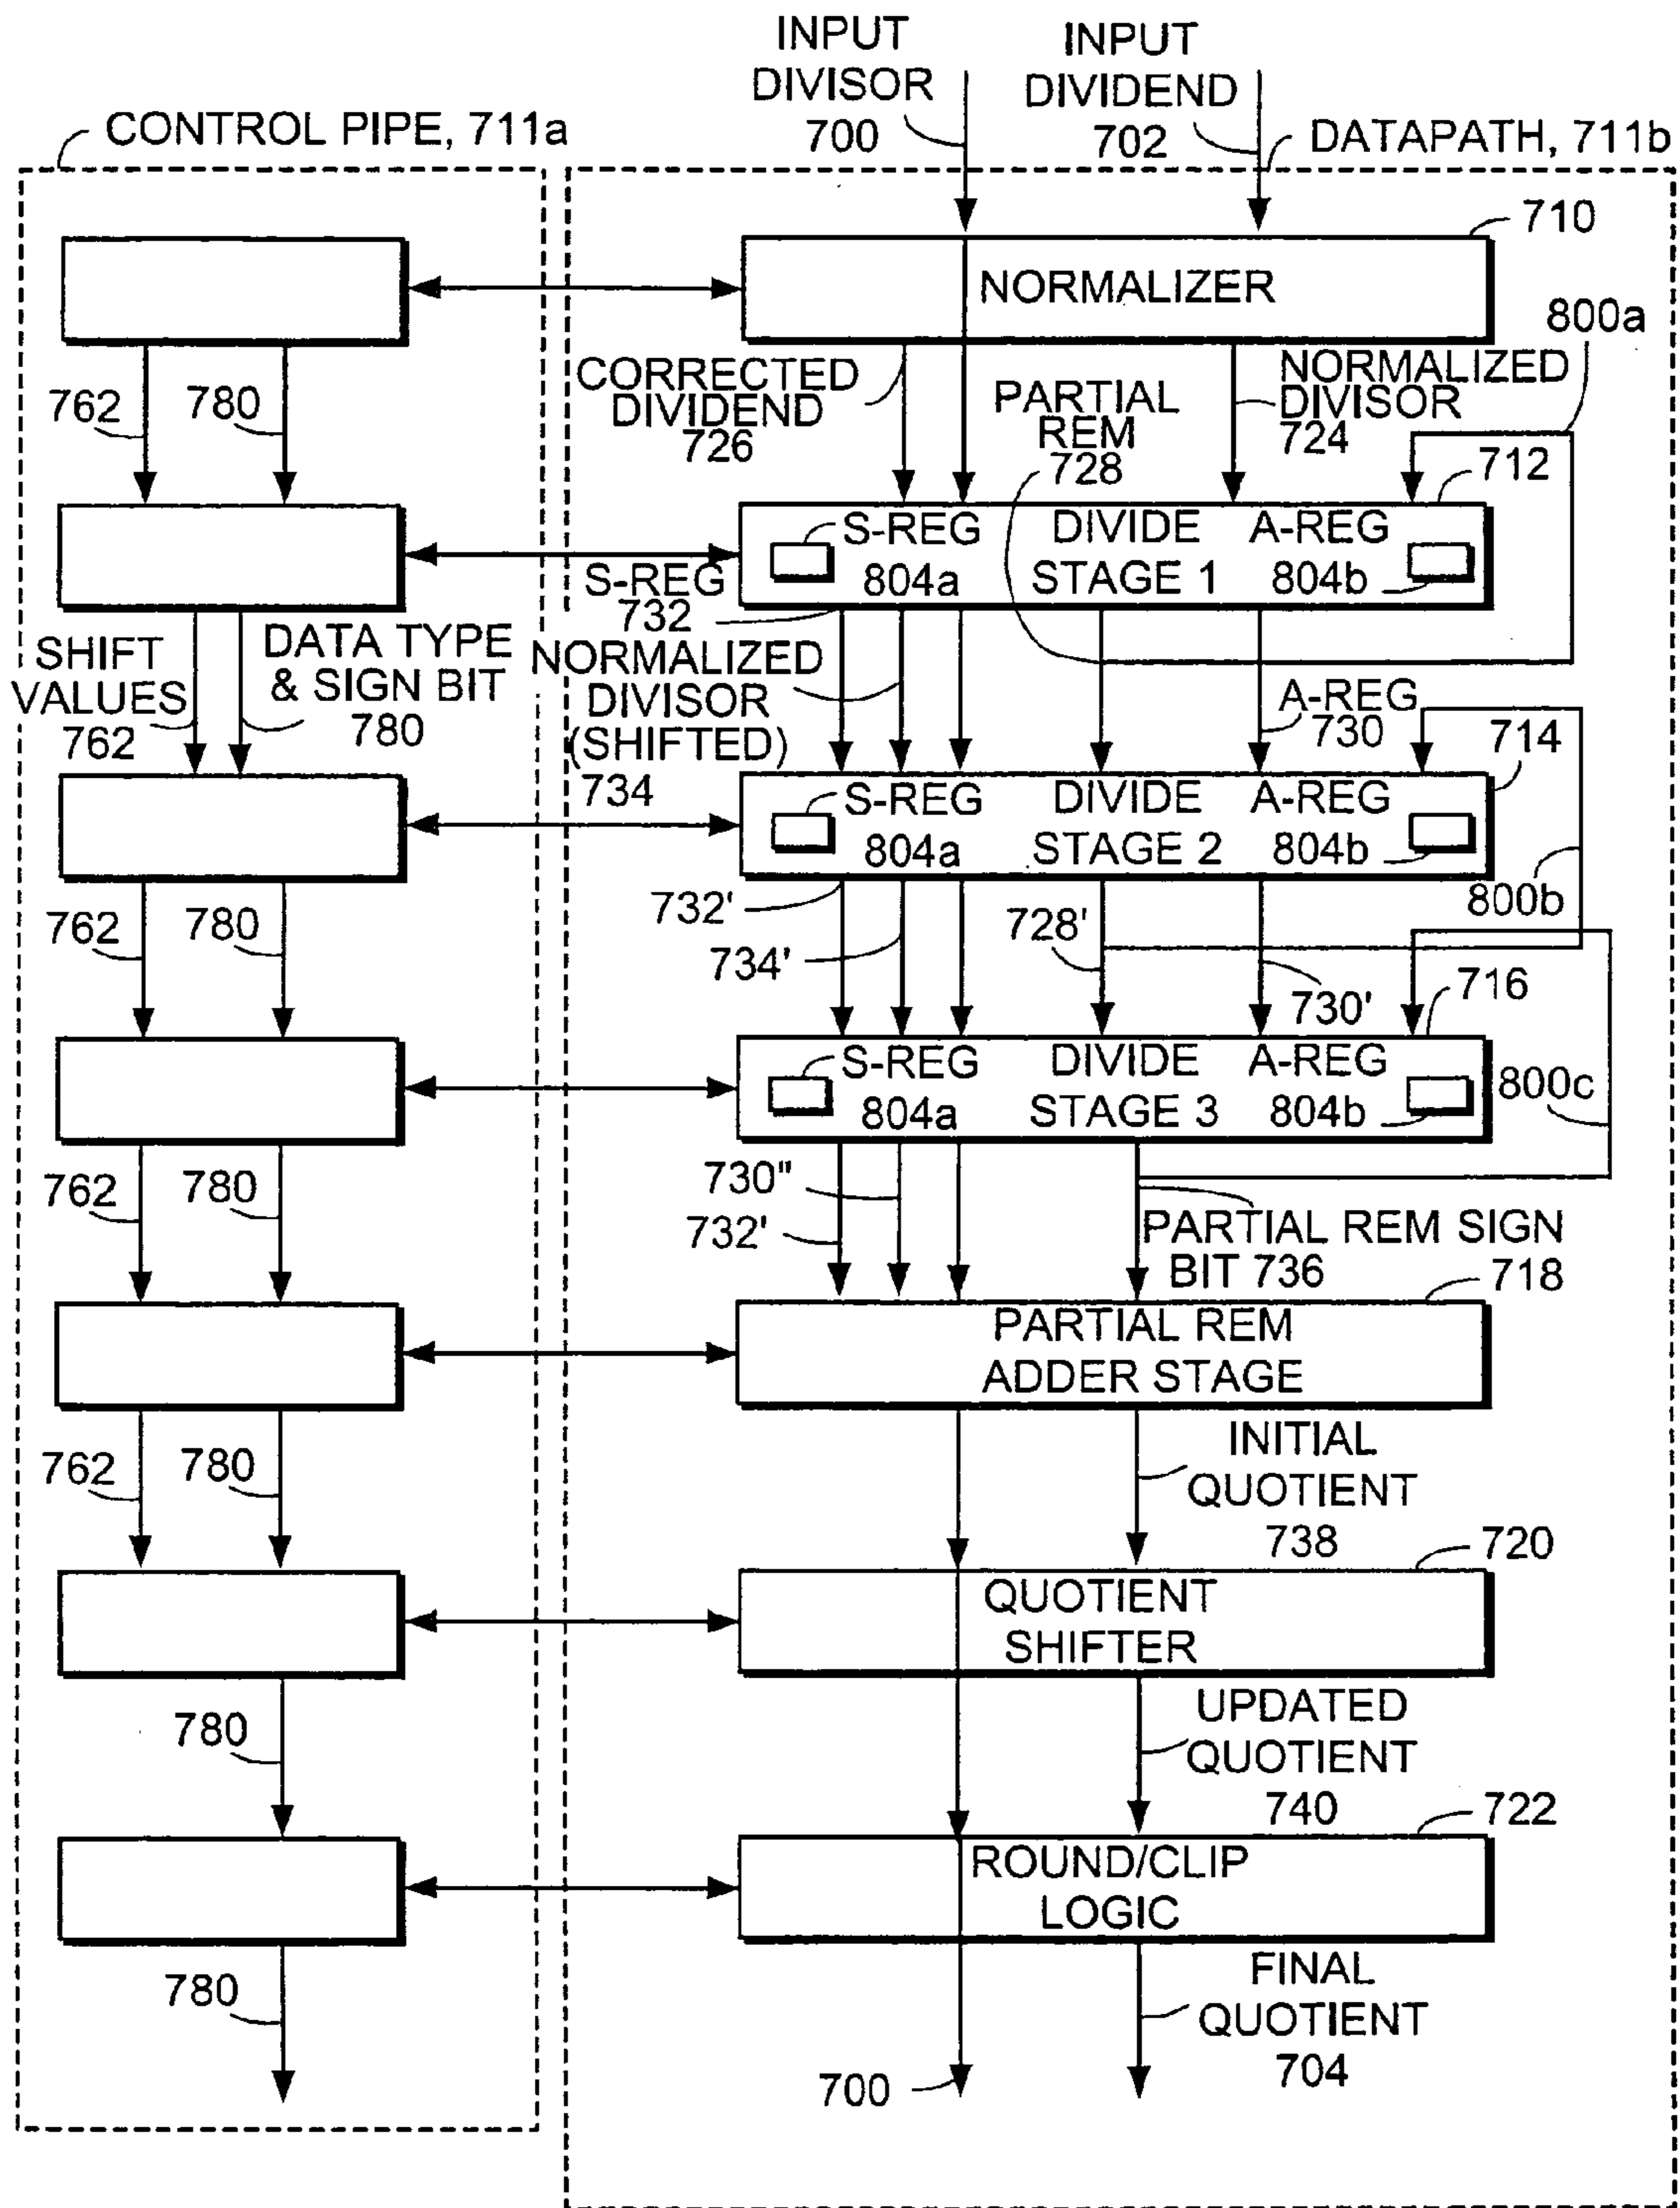 INPUT
DIVISOR
700
INPUT
DIVIDEND
702
CONTROL PIPE, 711a
DATAPATH, 711b
710
NORMALIZER
800a
762
780
CORRECTED
DIVIDEND
726
PARTIAL
REM
728
NORMALIZED
DIVISOR
724
712
S-REG
804a
DIVIDE
STAGE 1
A-REG
804b
S-REG
732
SHIFT
VALUES
762
DATA TYPE
& SIGN BIT
780
NORMALIZED
DIVISOR
(SHIFTED)
734
A-REG
730
714
S-REG
804a
DIVIDE
STAGE 2
A-REG
804b
800b
762
780
732'
734'
728'
730'
716
S-REG
804a
DIVIDE
STAGE 3
A-REG
804b
800c
762
780
730"
732'
PARTIAL REM SIGN
BIT 736
718
PARTIAL REM
ADDER STAGE
762
780
INITIAL
QUOTIENT
738
720
QUOTIENT
SHIFTER
780
UPDATED
QUOTIENT
740
722
ROUND/CLIP
LOGIC
780
FINAL
QUOTIENT
704
700